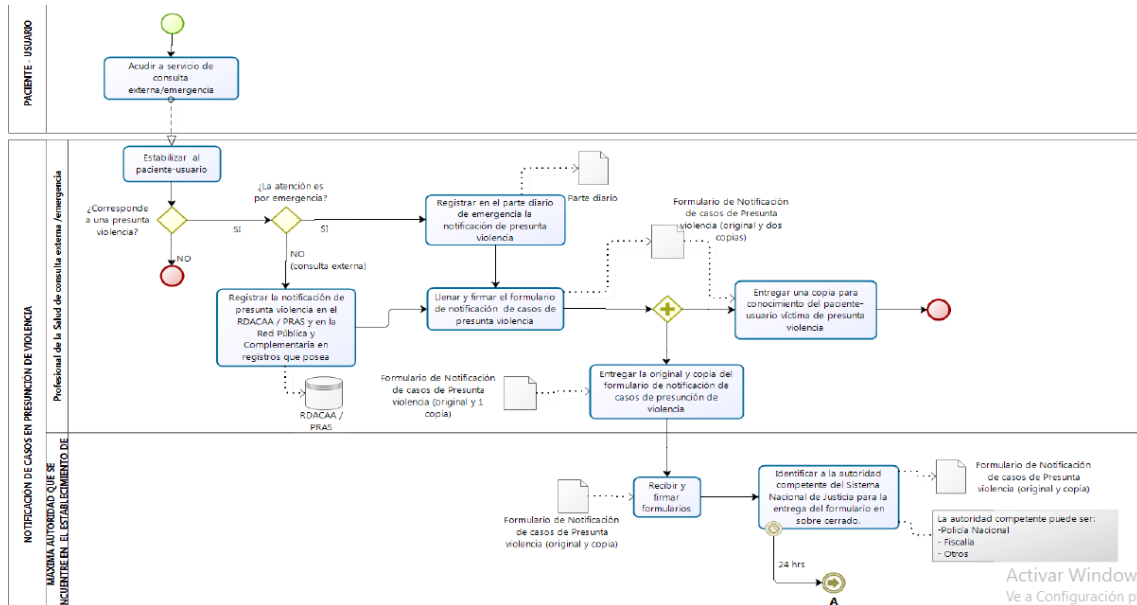 PACIENTE - USUARIO
Acudir a servicio de
consulta
externa/emergencia
NOTIFICACIÓN DE CASOS EN PRESUNCIÓN DE VIOLENCIA
Profesional de la Salud de consulta externa /emergencia
Estabilizar al
paciente-usuario
¿Corresponde
a una presunta
violencia?
SI
NO
¿La atención es
por emergencia?
SI
NO
(consulta externa)
Registrar en el parte diario
de emergencia la
notificación de presunta
violencia
Parte diario
Formulario de Notificación
de casos de Presunta
violencia (original y dos
copias)
Registrar la notificación de
presunta violencia en el
RDACAA / PRAS y en la
Red Pública y
Complementaria en
registros que posea
RDACAA /
PRAS
Llenar y firmar el formulario
de notificación de casos de
presunta violencia
Entregar una copia para
conocimiento del paciente-
usuario víctima de presunta
violencia
Formulario de Notificación
de casos de Presunta
violencia (original y 1
copia)
Entregar la original y copia del
formulario de notificación de
casos de presunción de
violencia
MÁXIMA AUTORIDAD QUE SE
NCUENTRE EN EL ESTABLECIMIENTO DE
Formulario de Notificación
de casos de Presunta
violencia (original y copia)
Recibir y
firmar
formularios
Identificar a la autoridad
competente del Sistema
Nacional de Justicia para la
entrega del formulario en
sobre cerrado.
Formulario de Notificación
de casos de Presunta
violencia (original y copia)
La autoridad competente puede ser:
-Policía Nacional
- Fiscalía
- Otros
24 hrs
A
Activar Window
Ve a Configuración p